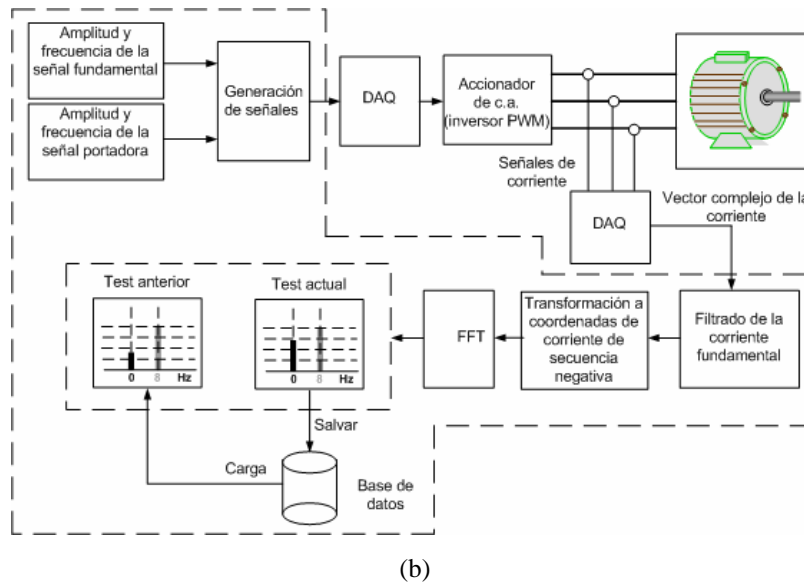 Amplitud y
frecuencia de la
señal fundamental
Amplitud y
frecuencia de la
señal portadora
Generación
de señales
DAQ
Accionador
de c.a.
(inversor PWM)
Señales de
corriente
DAQ
Vector complejo de la
corriente
Test anterior
0 8 Hz
Test actual
0 8 Hz
FFT
Transformación a
coordenadas de
corriente de
secuencia
negativa
Filtrado de la
corriente
fundamental
Salvar
Carga
Base de
datos
(b)